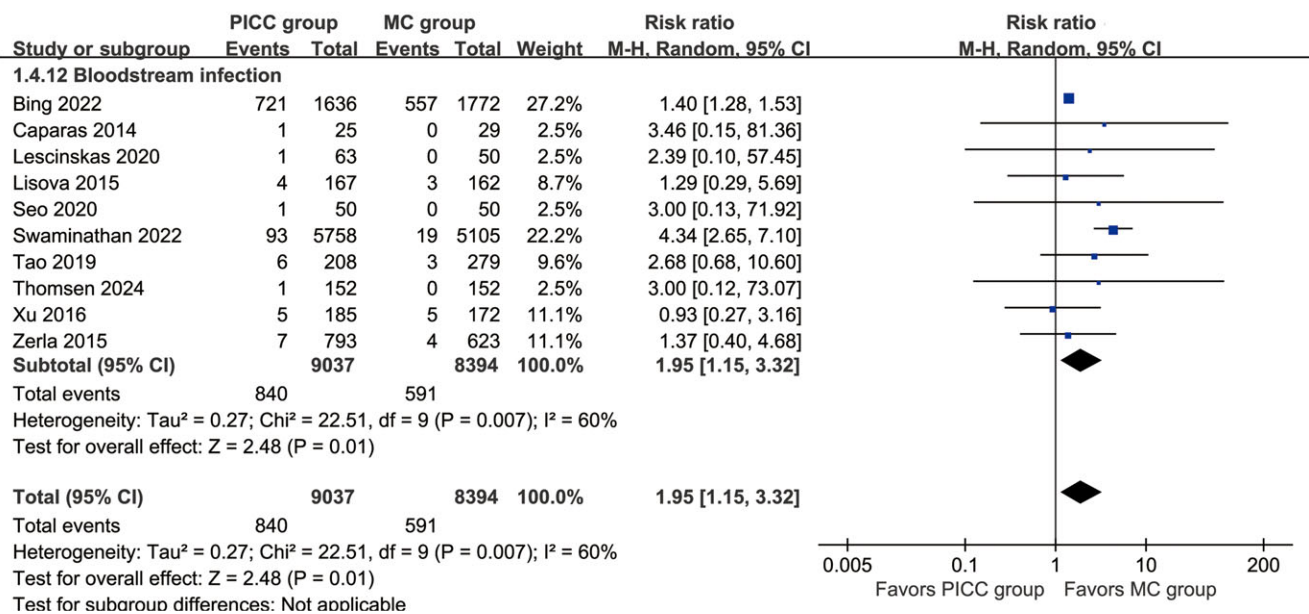 PICC group MC group Risk ratio Risk ratio
Study or subgroup Events Total Events Total Weight M-H, Random, 95% CI M-H, Random, 95% CI
1.4.12 Bloodstream infection
Bing 2022 721 1636 557 1772 27.2% 1.40 [1.28, 1.53]
Caparas 2014 1 25 0 29 2.5% 3.46 [0.15, 81.36]
Lescinskas 2020 1 63 0 50 2.5% 2.39 [0.10, 57.45]
Lisova 2015 4 167 3 162 8.7% 1.29 [0.29, 5.69]
Seo 2020 1 50 0 50 2.5% 3.00 [0.13, 71.92]
Swaminathan 2022 93 5758 19 5105 22.2% 4.34 [2.65, 7.10]
Tao 2019 6 208 3 279 9.6% 2.68 [0.68, 10.60]
Thomsen 2024 1 152 0 152 2.5% 3.00 [0.12, 73.07]
Xu 2016 5 185 5 172 11.1% 0.93 [0.27, 3.16]
Zerla 2015 7 793 4 623 11.1% 1.37 [0.40, 4.68]
Subtotal (95% CI) 9037 8394 100.0% 1.95 [1.15, 3.32]
Total events 840 591
Heterogeneity: Tau² = 0.27; Chi² = 22.51, df = 9 (P = 0.007); I² = 60%
Test for overall effect: Z = 2.48 (P = 0.01)
Total (95% CI) 9037 8394 100.0% 1.95 [1.15, 3.32]
Total events 840 591
Heterogeneity: Tau² = 0.27; Chi² = 22.51, df = 9 (P = 0.007); I² = 60%
Test for overall effect: Z = 2.48 (P = 0.01)
Test for subgroup differences: Not applicable
0.005 0.1 1 10 200
Favors PICC group Favors MC group